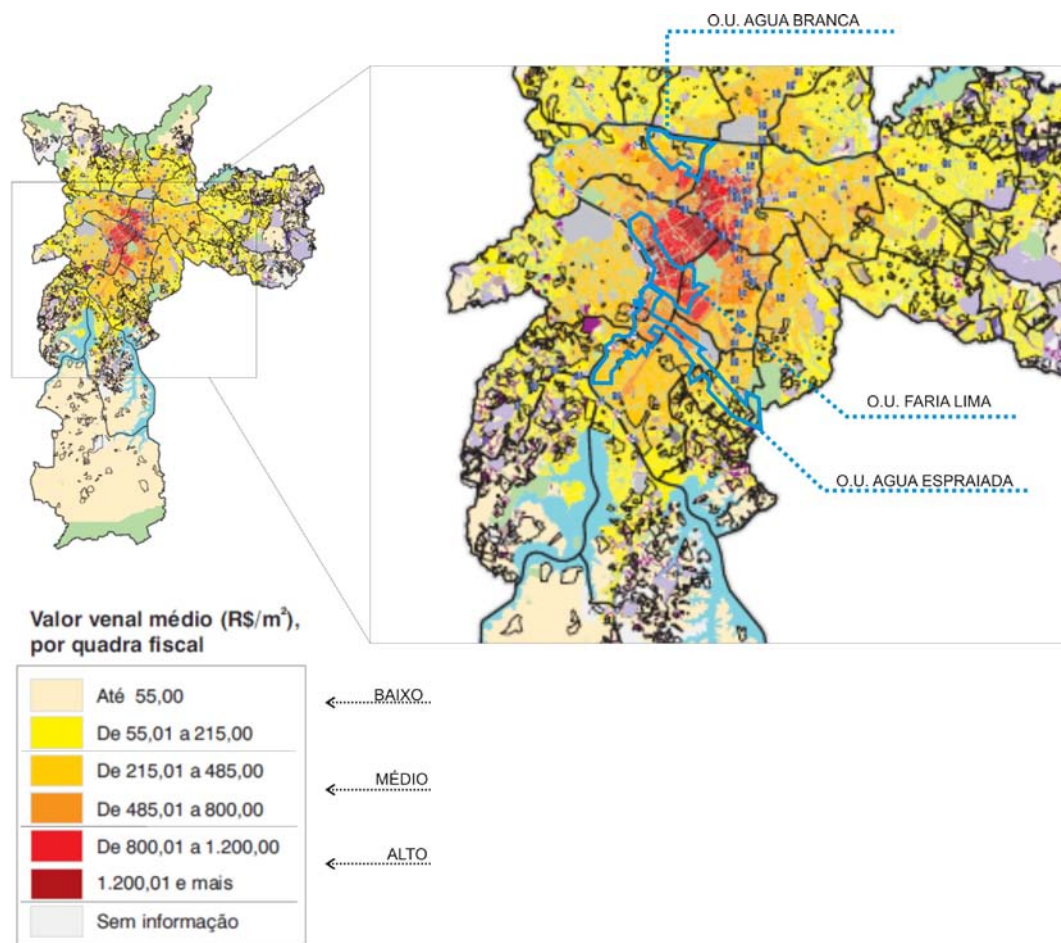 O.U. AGUA BRANCA
O.U. FARIA LIMA
O.U. AGUA ESPRAIADA
Valor venal médio (R$/m²),
por quadra fiscal
Até 55,00
BAIXO
De 55,01 a 215,00
De 215,01 a 485,00
MÉDIO
De 485,01 a 800,00
De 800,01 a 1.200,00
ALTO
1.200,01 e mais
Sem informação